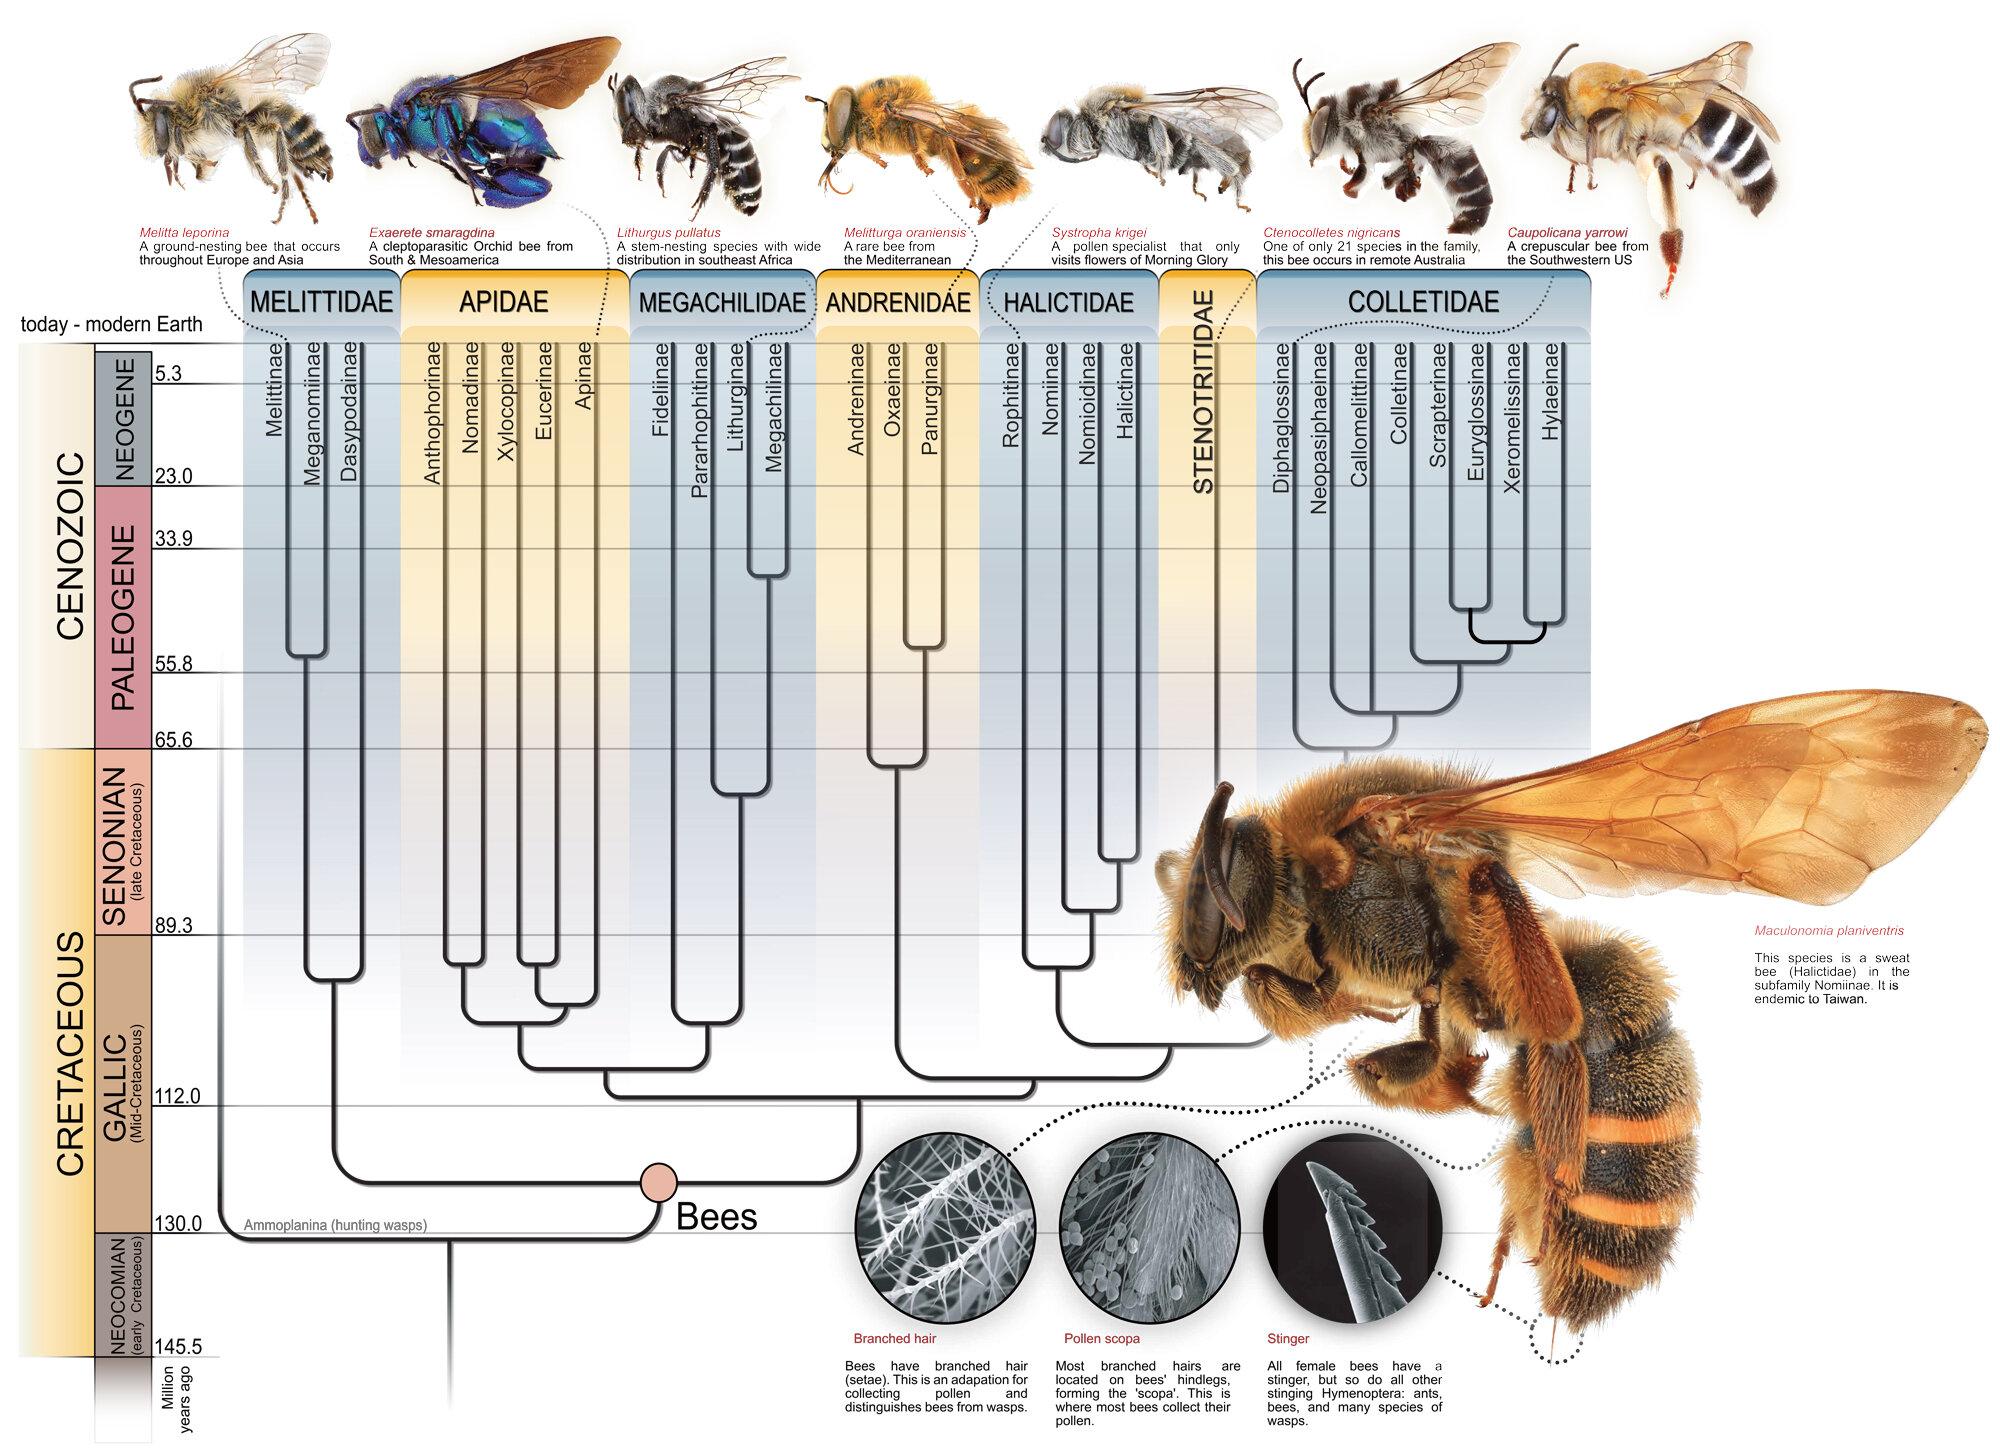 Melitta leporina
A ground-nesting bee that occurs
throughout Europe and Asia
Exaerete smaragdina
A cleptoparasitic Orchid bee from
South & Mesoamerica
Lithurgus pullatus
A stem-nesting species with wide
distribution in southeast Africa
Melitturga oraniensis
A rare bee from
the Mediterranean
Systropha krigei
A pollen specialist that only
visits flowers of Morning Glory
Ctenocolletes nigricans
One of only 21 species in the family,
this bee occurs in remote Australia
Caupolicana yarrowi
A crepuscular bee from
the Southwestern US
MELITTIDAE
APIDAE
MEGACHILIDAE
ANDRENIDAE
HALICTIDAE
STENOTRITIDAE
COLLETIDAE
today - modern Earth
Melittinae
Meganomiinae
Dasypodainae
Anthophorinae
Nomadinae
Xylocopinae
Eucerinae
Apinae
Fideliinae
Pararhophitinae
Lithurginae
Megachilinae
Andreninae
Oxaeinae
Panurginae
Rophitinae
Nomiinae
Nomioidinae
Halictinae
Diphaglossinae
Neopasiphaeinae
Callomelittinae
Colletinae
Scrapterinae
Euryglossinae
Xeromelissinae
Hylaeinae
CENOZOIC
NEOGENE
5.3
23.0
PALEOGENE
33.9
55.8
65.6
CRETACEOUS
SENONIAN
(late Cretaceous)
89.3
GALLIC
(Mid-Cretaceous)
112.0
130.0
NEOCOMIAN
(early Cretaceous)
145.5
Million
years ago
Ammoplanina (hunting wasps)
Bees
Maculonomia planiventris
This species is a sweat
bee (Halictidae) in the
subfamily Nomiinae. It is
endemic to Taiwan.
Branched hair
Bees have branched hair
(setae). This is an adapation for
collecting pollen and
distinguishes bees from wasps.
Pollen scopa
Most branched hairs are
located on bees' hindlegs,
forming the 'scopa'. This is
where most bees collect their
pollen.
Stinger
All female bees have a
stinger, but so do all other
stinging Hymenoptera: ants,
bees, and many species of
wasps.